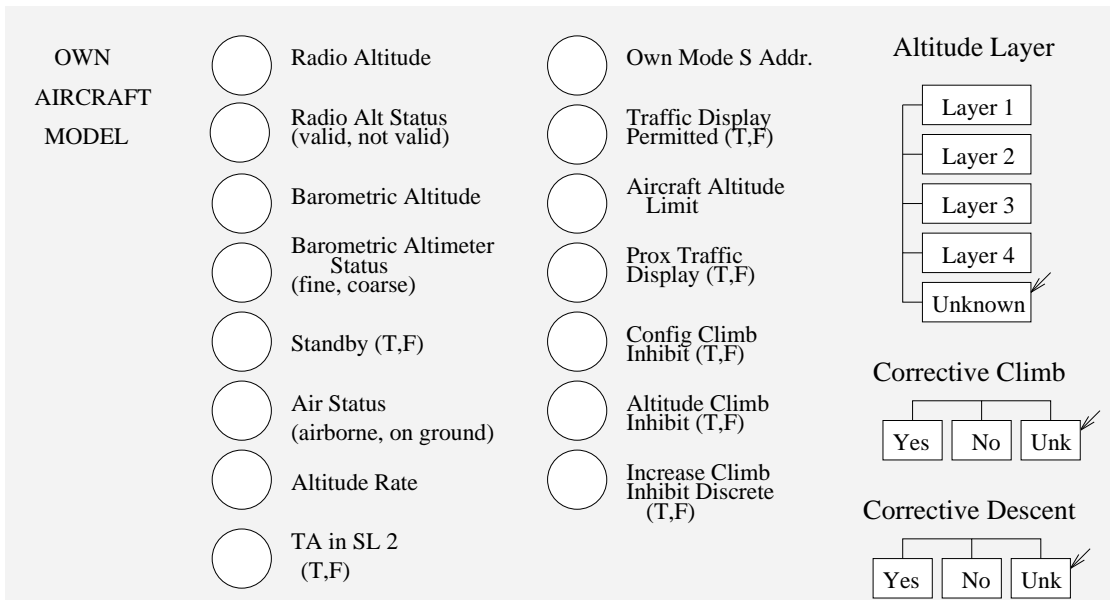 OWN
AIRCRAFT
MODEL
Radio Altitude
Radio Alt Status
(valid, not valid)
Barometric Altitude
Barometric Altimeter
Status
(fine, coarse)
Standby (T,F)
Air Status
(airborne, on ground)
Altitude Rate
TA in SL 2
(T,F)
Own Mode S Addr.
Traffic Display
Permitted (T,F)
Aircraft Altitude
Limit
Prox Traffic
Display (T,F)
Config Climb
Inhibit (T,F)
Altitude Climb
Inhibit (T,F)
Increase Climb
Inhibit Discrete
(T,F)
Altitude Layer
Layer 1
Layer 2
Layer 3
Layer 4
Unknown
Corrective Climb
Yes No Unk
Corrective Descent
Yes No Unk